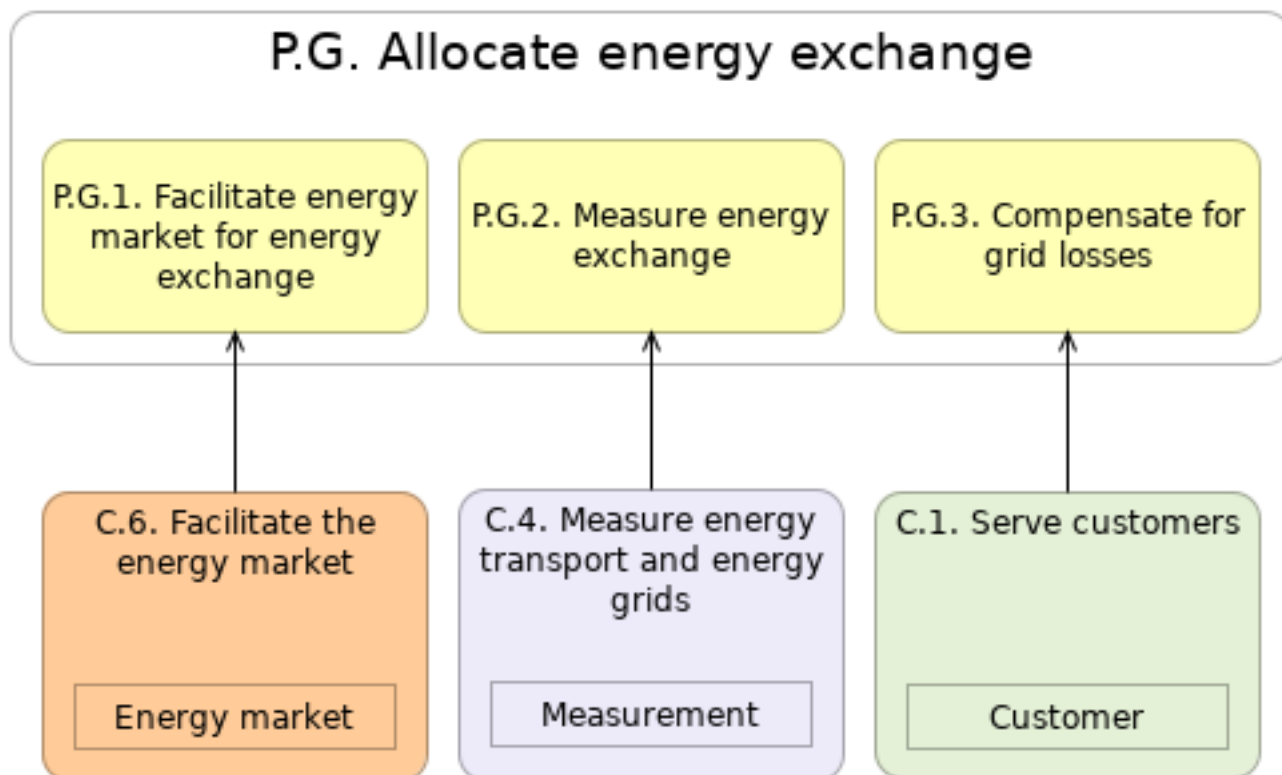 P.G. Allocate energy exchange
P.G.1. Facilitate energy
market for energy
exchange
P.G.2. Measure energy
exchange
P.G.3. Compensate for
grid losses
C.6. Facilitate the
energy market
Energy market
C.4. Measure energy
transport and energy
grids
Measurement
C.1. Serve customers
Customer